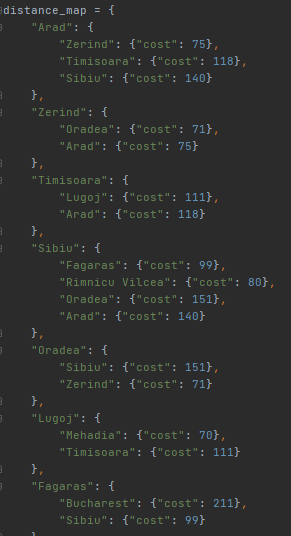 distance_map = {
    "Arad": {
        "Zerind": {"cost": 75},
        "Timisoara": {"cost": 118},
        "Sibiu": {"cost": 140}
    },
    "Zerind": {
        "Oradea": {"cost": 71},
        "Arad": {"cost": 75}
    },
    "Timisoara": {
        "Lugoj": {"cost": 111},
        "Arad": {"cost": 118}
    },
    "Sibiu": {
        "Fagaras": {"cost": 99},
        "Rimnicu Vilcea": {"cost": 80},
        "Oradea": {"cost": 151},
        "Arad": {"cost": 140}
    },
    "Oradea": {
        "Sibiu": {"cost": 151},
        "Zerind": {"cost": 71}
    },
    "Lugoj": {
        "Mehadia": {"cost": 70},
        "Timisoara": {"cost": 111}
    },
    "Fagaras": {
        "Bucharest": {"cost": 211},
        "Sibiu": {"cost": 99}